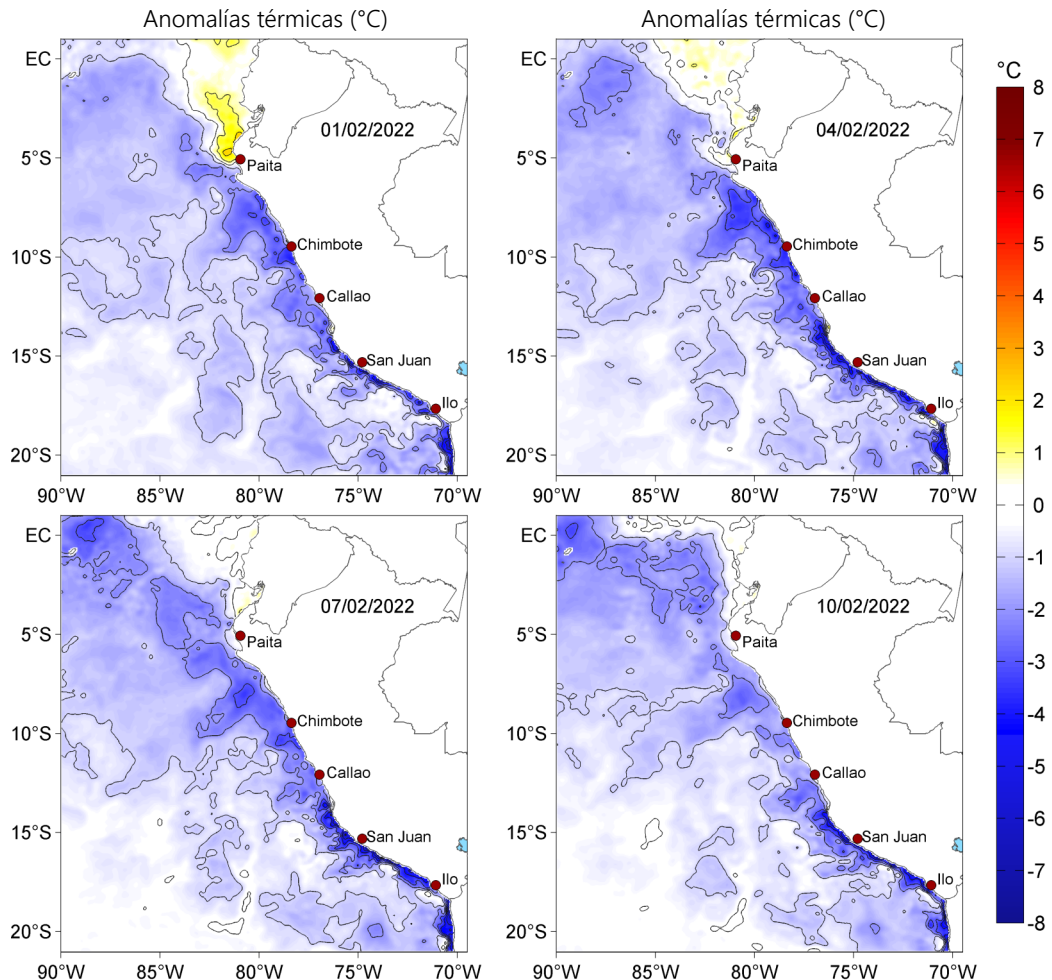 Anomalías térmicas (°C)
Anomalías térmicas (°C)
EC
5°S
10°S
15°S
20°S
90°W
85°W
80°W
75°W
70°W
01/02/2022
Paita
Chimbote
Callao
San Juan
Ilo
EC
5°S
10°S
15°S
20°S
90°W
85°W
80°W
75°W
70°W
04/02/2022
Paita
Chimbote
Callao
San Juan
Ilo
°C
8
7
6
5
4
3
2
1
0
-1
-2
-3
-4
-5
-6
-7
-8
EC
5°S
10°S
15°S
20°S
90°W
85°W
80°W
75°W
70°W
07/02/2022
Paita
Chimbote
Callao
San Juan
Ilo
EC
5°S
10°S
15°S
20°S
90°W
85°W
80°W
75°W
70°W
10/02/2022
Paita
Chimbote
Callao
San Juan
Ilo